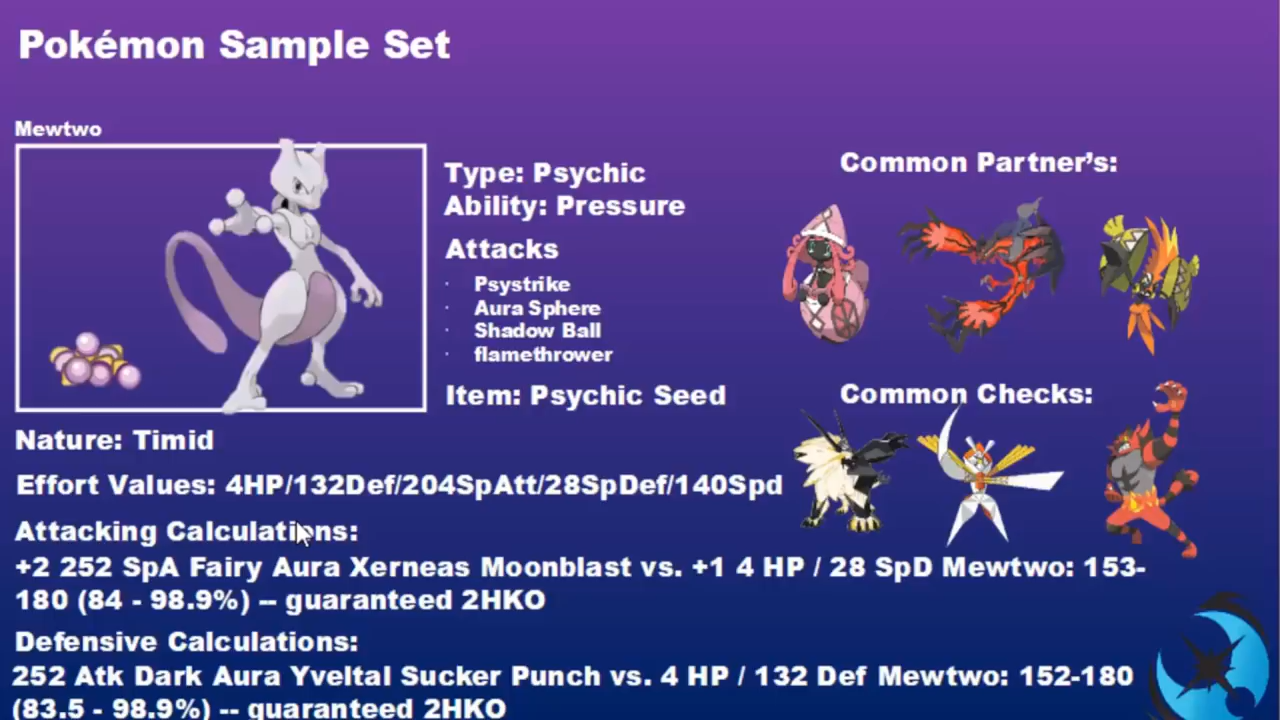 Pokémon Sample Set
Mewtwo
Type: Psychic
Ability: Pressure
Attacks
· Psystrike
· Aura Sphere
· Shadow Ball
· flamethrower
Item: Psychic Seed
Common Partner's:
Common Checks:
Nature: Timid
Effort Values: 4HP/132Def/204SpAtt/28SpDef/140Spd
Attacking Calculations:
+2 252 SpA Fairy Aura Xerneas Moonblast vs. +1 4 HP / 28 SpD Mewtwo: 153-
180 (84 - 98.9%) -- guaranteed 2HKO
Defensive Calculations:
252 Atk Dark Aura Yveltal Sucker Punch vs. 4 HP / 132 Def Mewtwo: 152-180
(83.5 - 98.9%) -- guaranteed 2HKO